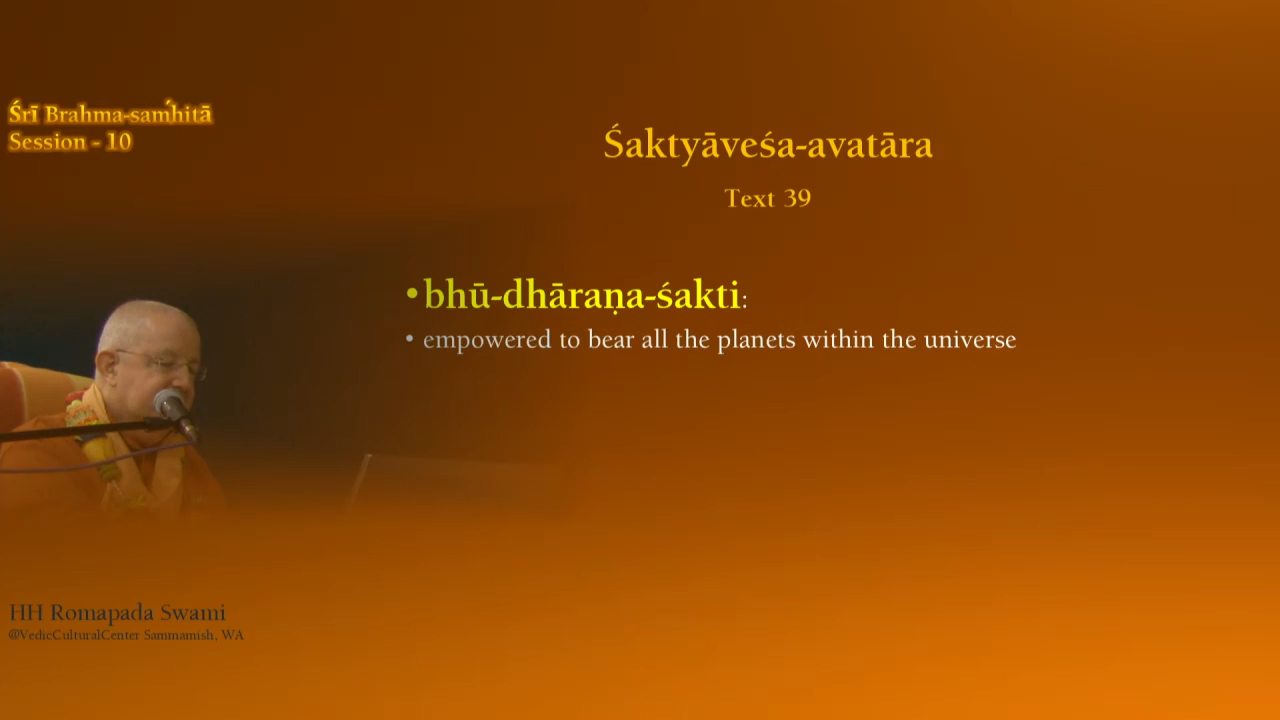 Śrī Brahma-saḿhitā
Session - 10
Śaktyāveśa-avatāra
Text 39
•bhū-dhāraṇa-śakti:
• empowered to bear all the planets within the universe
HH Romapada Swami
@VedicCulturalCenter Sammamish, WA